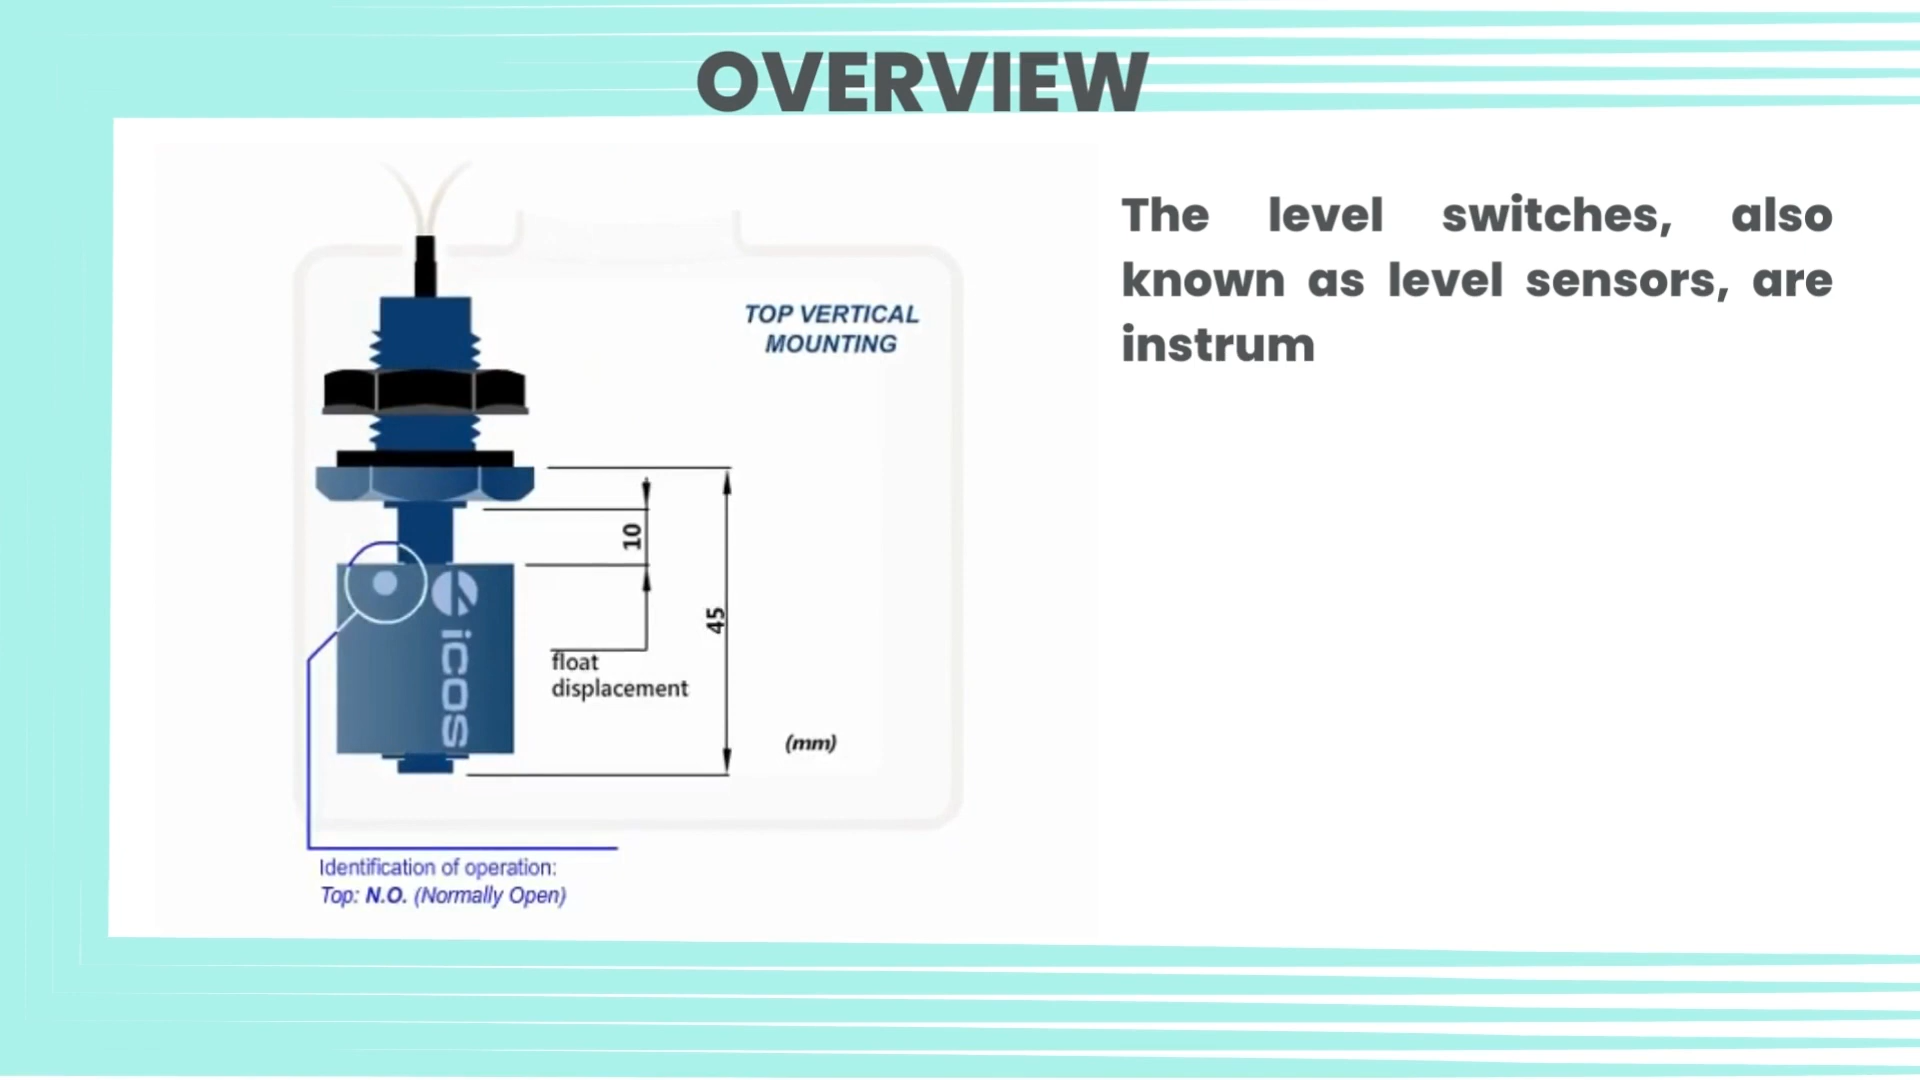 OVERVIEW
The level switches, also
known as level sensors, are
instrum
TOP VERTICAL
MOUNTING
10
45
float
displacement
(mm)
icos
Identification of operation:
Top: N.O. (Normally Open)